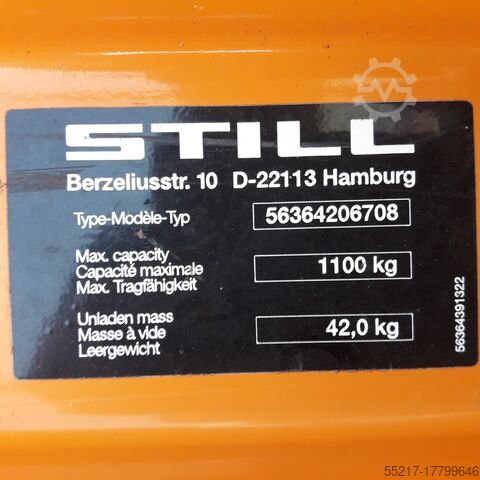 STILL
Berzeliusstr. 10 D-22113 Hamburg
Type-Modèle-Typ 56364206708
Max. capacity
Capacité maximale 1100 kg
Max. Tragfähigkeit
Unladen mass
Masse à vide 42,0 kg
Leergewicht
56364391322
55217-17799646